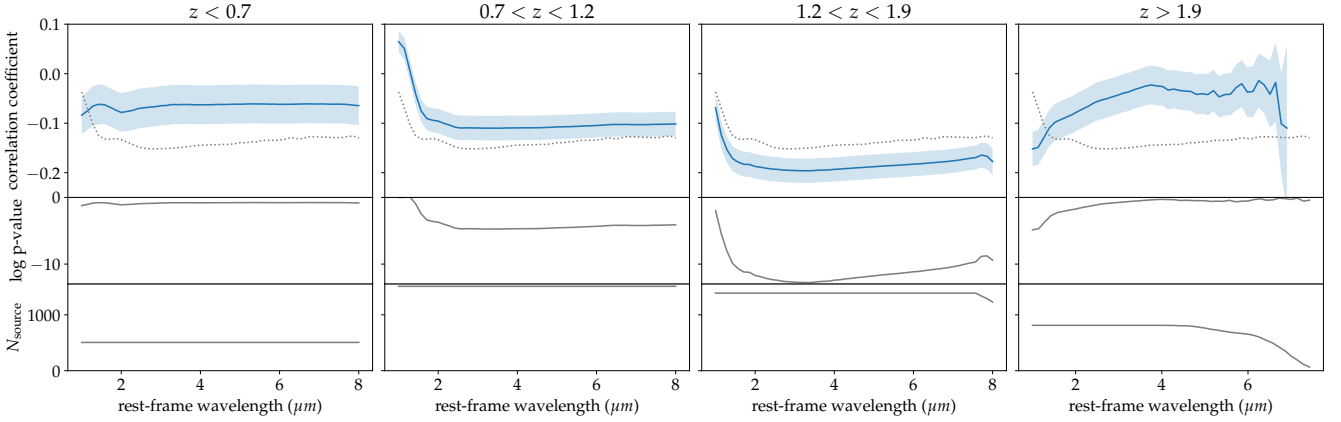 z < 0.7
0.7 < z < 1.2
1.2 < z < 1.9
z > 1.9
correlation coefficient
0.1
0.0
−0.1
−0.2
log p-value
0
−10
N_source
1000
0
2 4 6 8
2 4 6 8
2 4 6 8
2 4 6
rest-frame wavelength (μm)
rest-frame wavelength (μm)
rest-frame wavelength (μm)
rest-frame wavelength (μm)